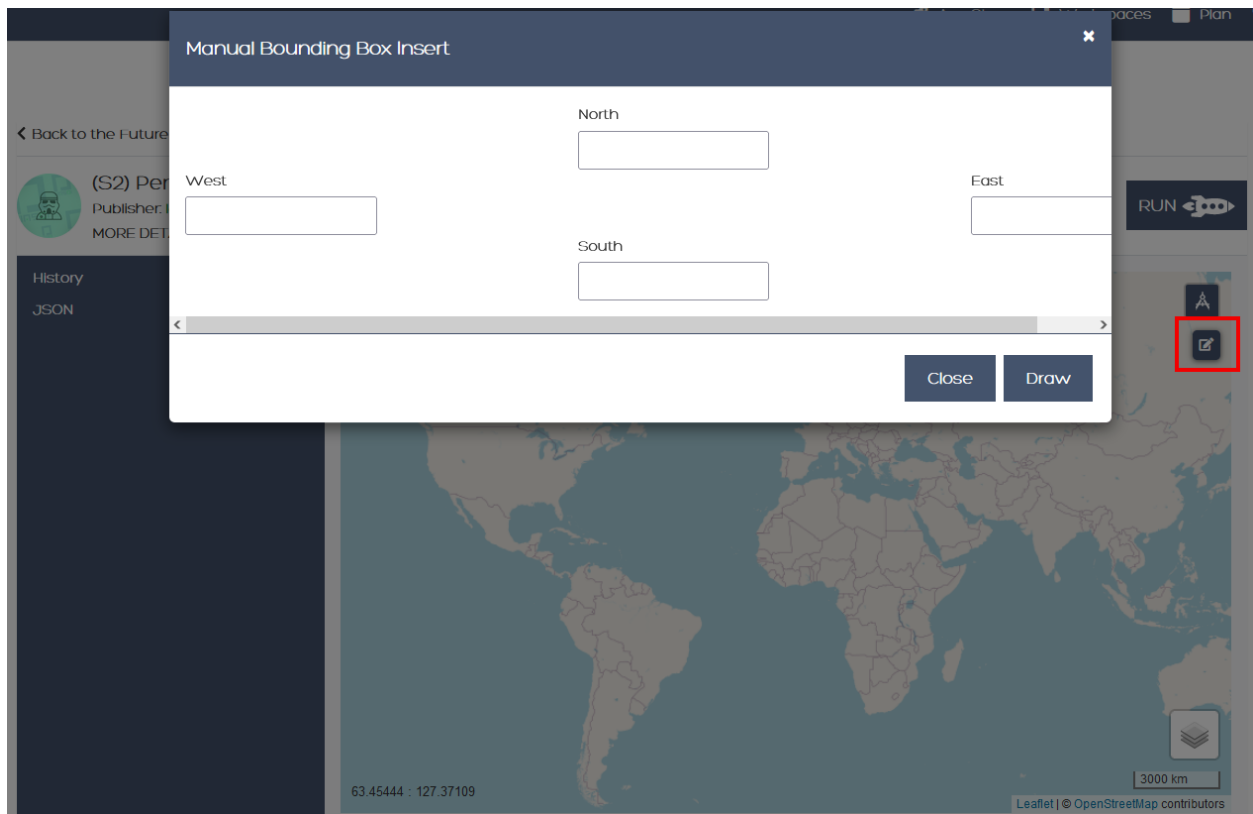 paces Plan
Manual Bounding Box Insert
Back to the Future
(S2) Per
Publisher:
MORE DET
RUN
History
JSON
North
West
East
South
Close
Draw
63.45444 : 127.37109
3000 km
Leaflet | © OpenStreetMap contributors